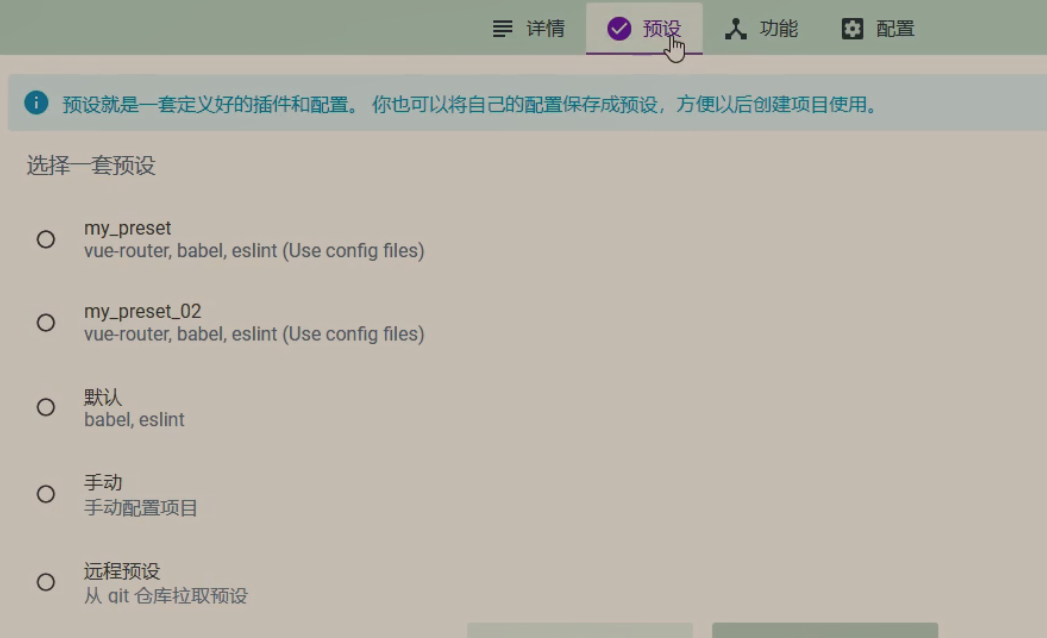 详情 预设 功能 配置
预设就是一套定义好的插件和配置。 你也可以将自己的配置保存成预设，方便以后创建项目使用。
选择一套预设
my_preset
vue-router, babel, eslint (Use config files)
my_preset_02
vue-router, babel, eslint (Use config files)
默认
babel, eslint
手动
手动配置项目
远程预设
从 git 仓库拉取预设